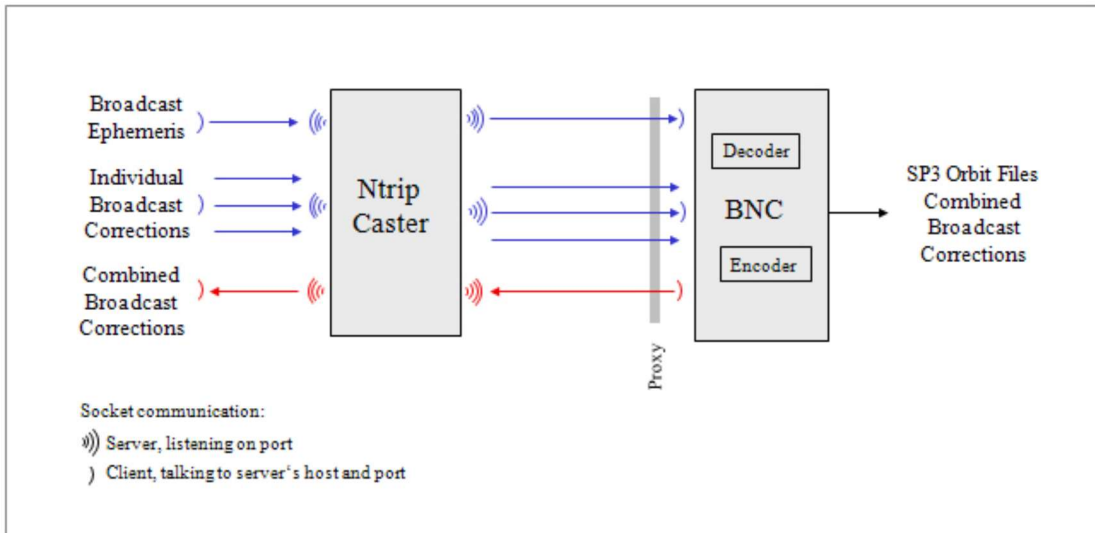 Broadcast
Ephemeris
Individual
Broadcast
Corrections
Combined
Broadcast
Corrections
Ntrip
Caster
Proxy
Decoder
BNC
Encoder
SP3 Orbit Files
Combined
Broadcast
Corrections
Socket communication:
Server, listening on port
Client, talking to server‘s host and port